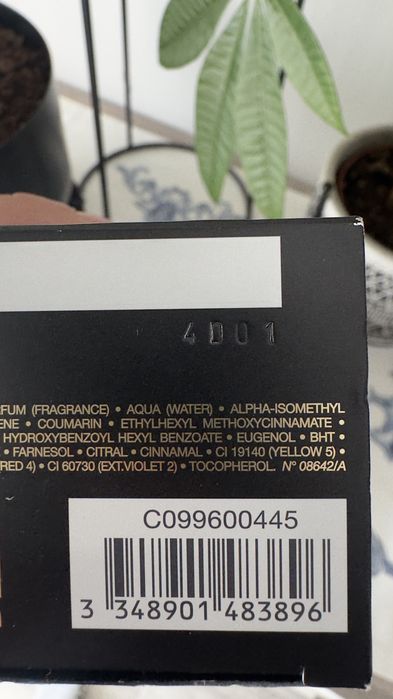 4D01
RFUM (FRAGRANCE) • AQUA (WATER) • ALPHA-ISOMETHYL
ENE • COUMARIN • ETHYLHEXYL METHOXYCINNAMATE •
HYDROXYBENZOYL HEXYL BENZOATE • EUGENOL • BHT •
• FARNESOL • CITRAL • CINNAMAL • CI 19140 (YELLOW 5) •
RED 4) • CI 60730 (EXT.VIOLET 2) • TOCOPHEROL. N° 08642/A
C099600445
3 348901 483896